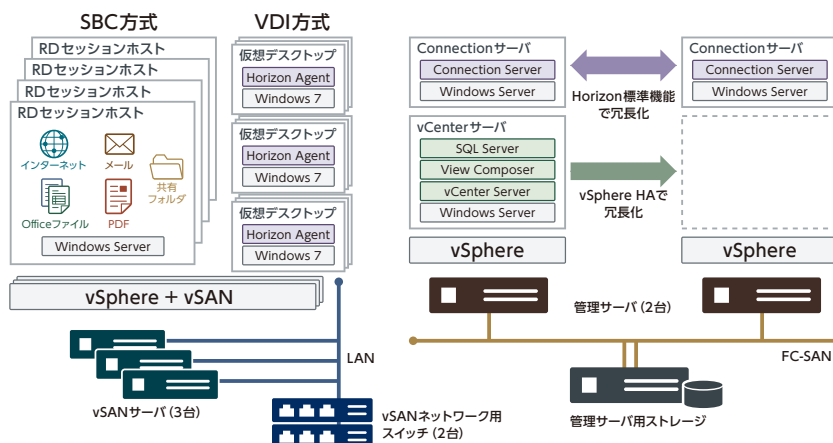 SBC方式
RDセッションホスト
RDセッションホスト
RDセッションホスト
RDセッションホスト
インターネット
メール
共有
フォルダ
Officeファイル
PDF
Windows Server
VDI方式
仮想デスクトップ
Horizon Agent
Windows 7
仮想デスクトップ
Horizon Agent
Windows 7
仮想デスクトップ
Horizon Agent
Windows 7
vSphere + vSAN
LAN
vSANサーバ(3台)
vSANネットワーク用
スイッチ(2台)
Connectionサーバ
Connection Server
Windows Server
Horizon標準機能
で冗長化
Connectionサーバ
Connection Server
Windows Server
vCenterサーバ
SQL Server
View Composer
vCenter Server
Windows Server
vSphere HAで
冗長化
vSphere
vSphere
管理サーバ(2台)
FC-SAN
管理サーバ用ストレージ